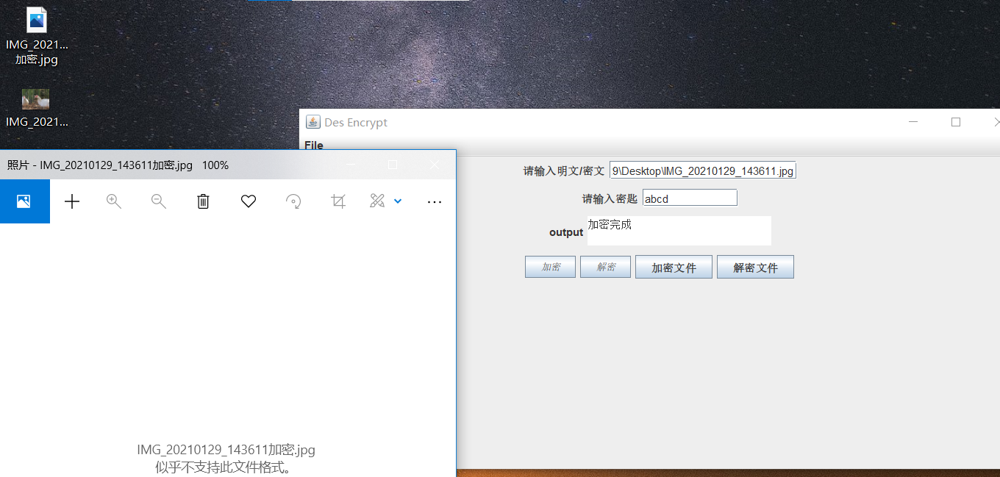 IMG_2021...
加密.jpg
IMG_2021...
Des Encrypt
File
照片 - IMG_20210129_143611加密.jpg 100%
请输入明文/密文 9\Desktop\IMG_20210129_143611.jpg
请输入密匙 abcd
output 加密完成
加密 解密 加密文件 解密文件
IMG_20210129_143611加密.jpg
似乎不支持此文件格式。